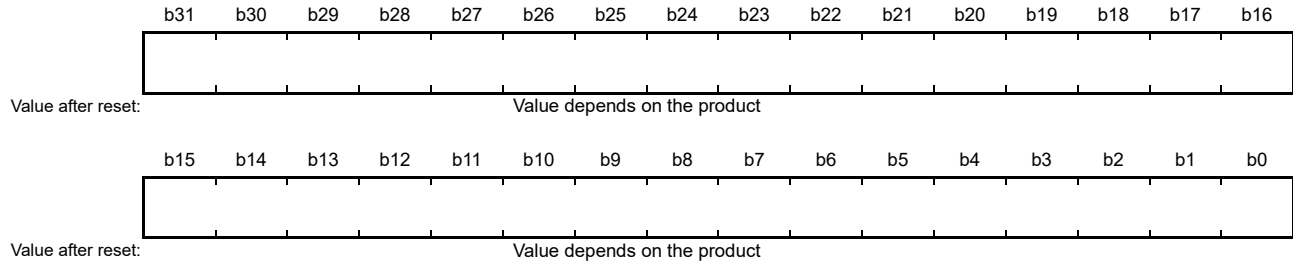 b31 b30 b29 b28 b27 b26 b25 b24 b23 b22 b21 b20 b19 b18 b17 b16
Value after reset: Value depends on the product
b15 b14 b13 b12 b11 b10 b9 b8 b7 b6 b5 b4 b3 b2 b1 b0
Value after reset: Value depends on the product